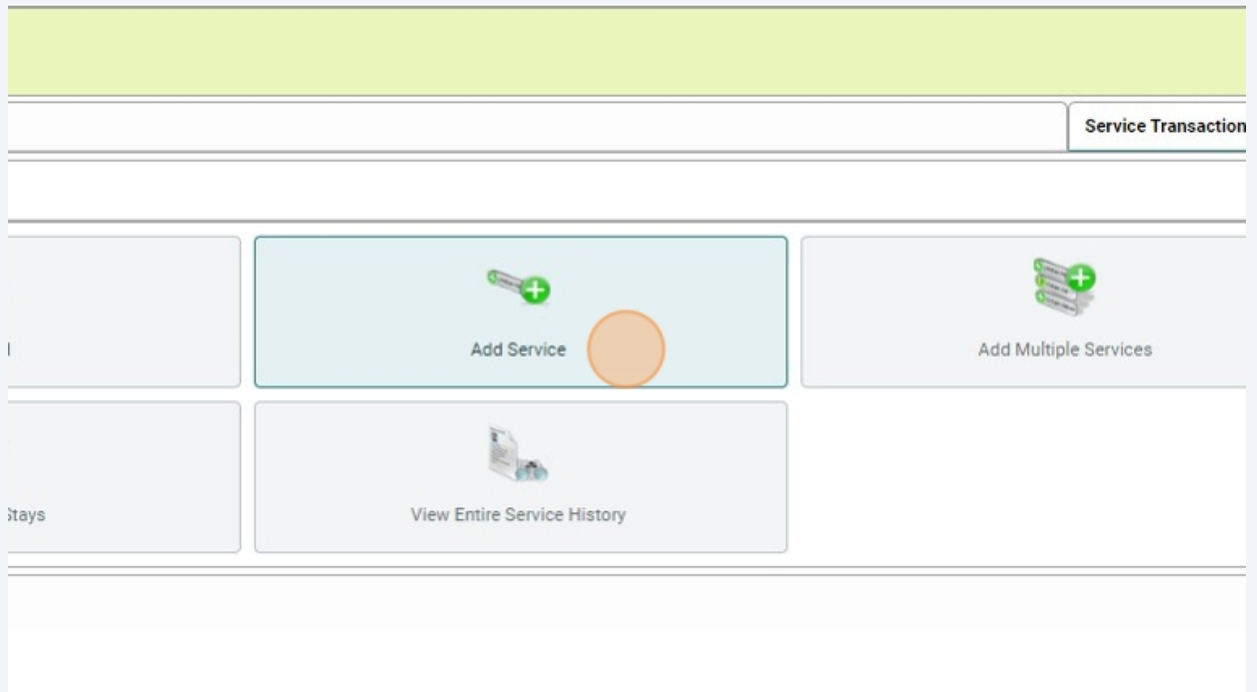 Service Transaction
Add Service
Add Multiple Services
Stays
View Entire Service History